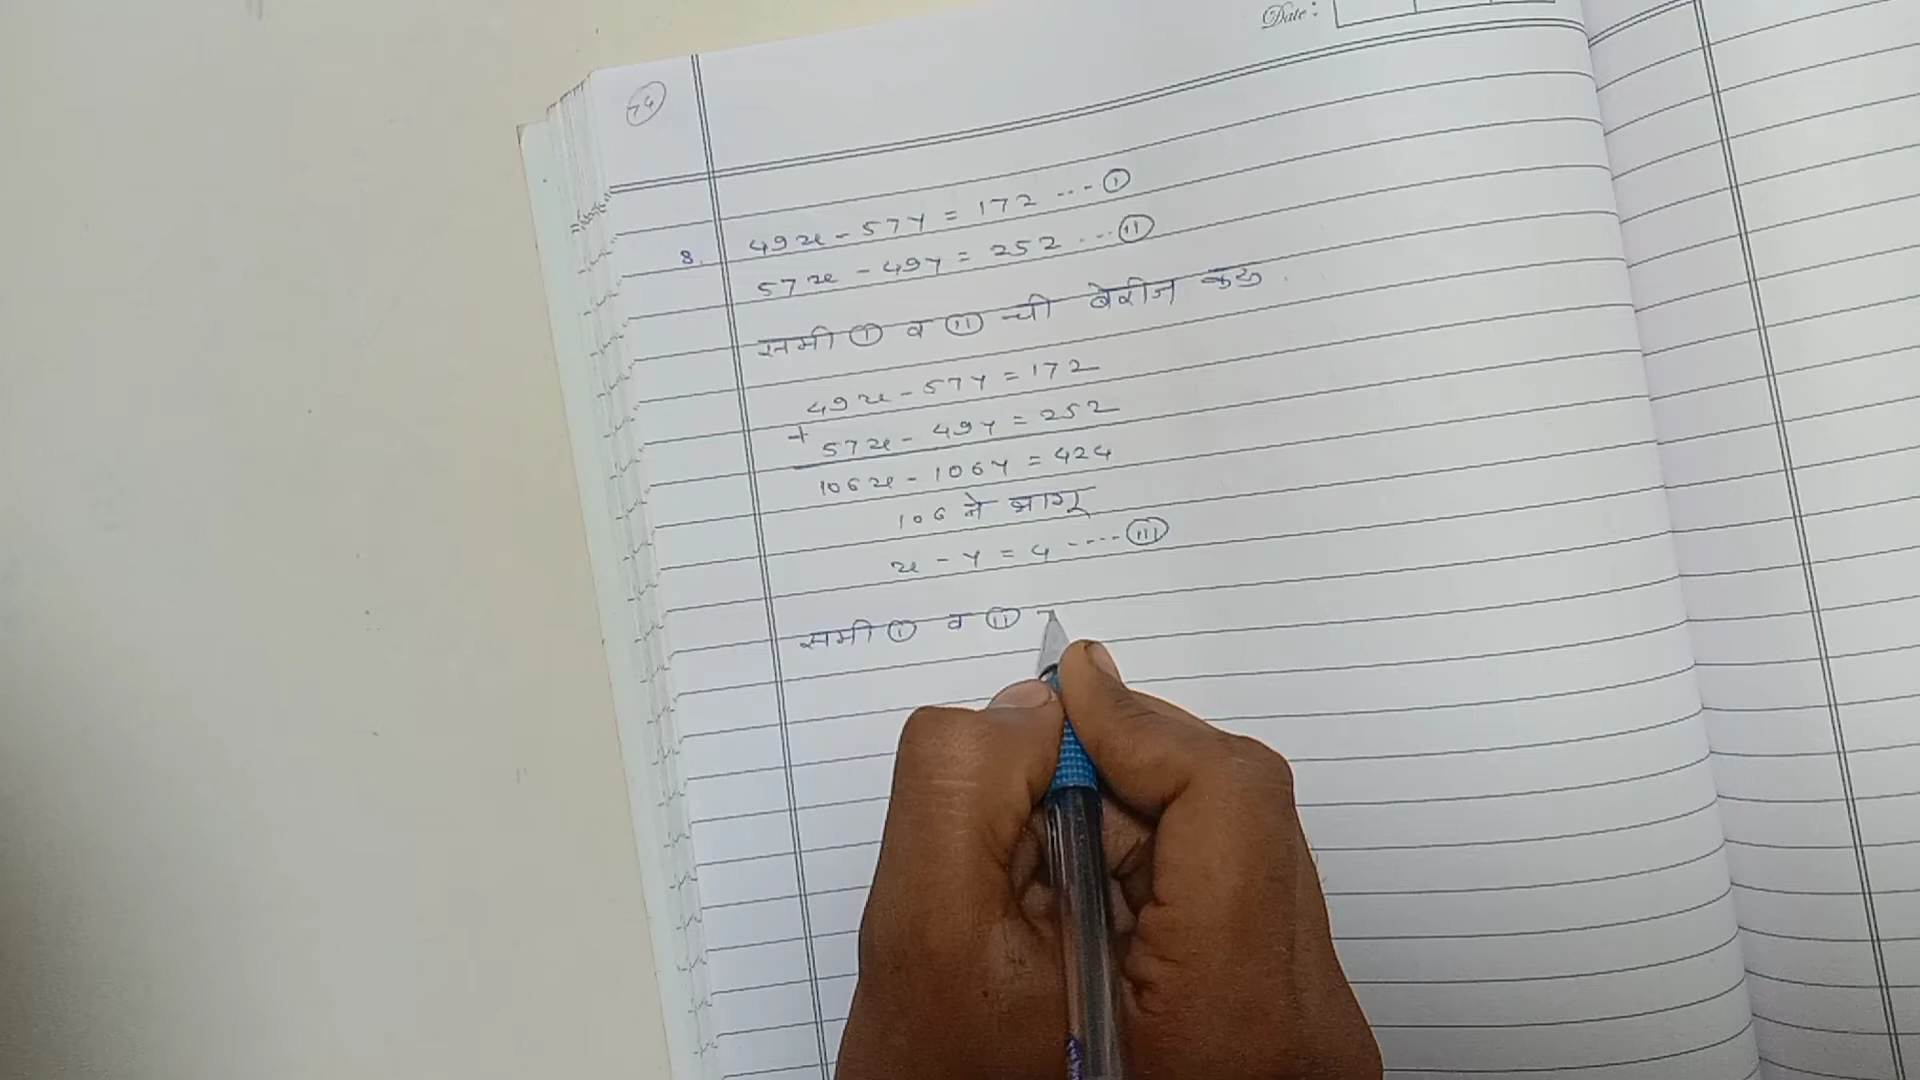 Date :
74
8. 49x - 57y = 172 ---- I
57x - 49y = 252 --- II
समी I व II ची बेरीज करू.
49x - 57y = 172
+ 57x - 49y = 252
106x - 106y = 424
106 ने भागू
x - y = 4 ---- III
समी I व II